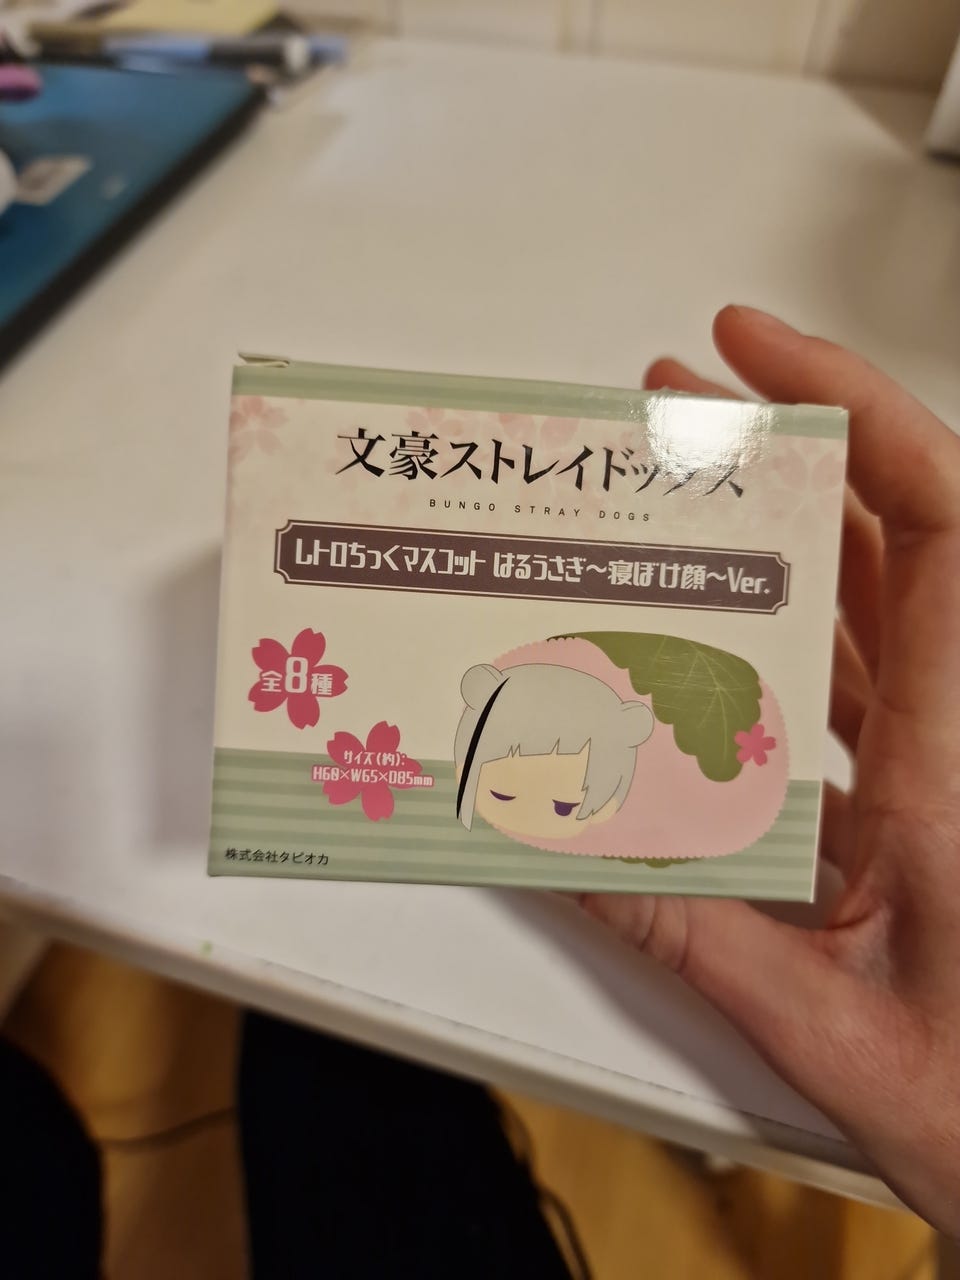 文豪ストレイドッグス
BUNGO STRAY DOGS
レトロちっくマスコット はるうさぎ～寝ぼけ顔～Ver.
全8種
サイズ(約):
H60×W65×D85mm
株式会社タピオカ